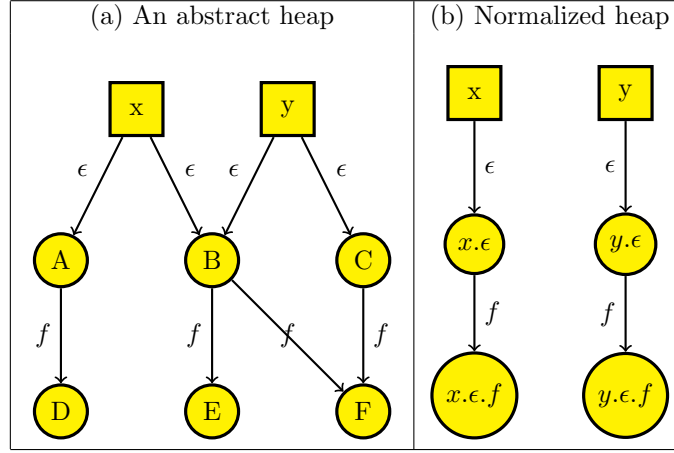 (a) An abstract heap
x y
ϵ ϵ ϵ ϵ
A B C
f f f f
D E F
(b) Normalized heap
x y
ϵ ϵ
x.ϵ y.ϵ
f f
x.ϵ.f y.ϵ.f